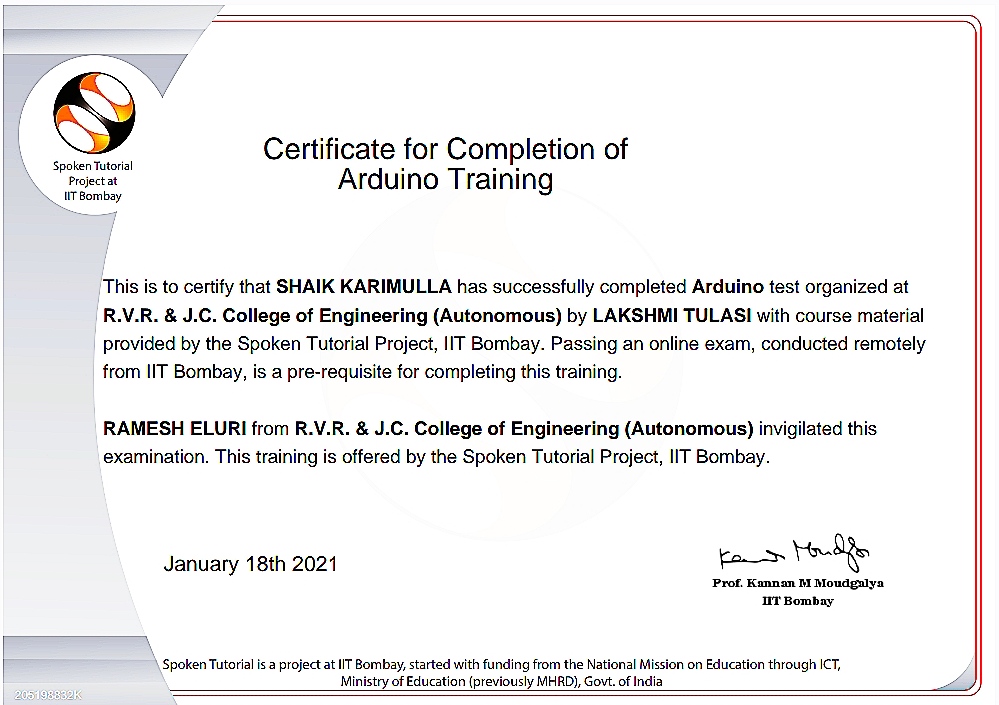 Spoken Tutorial
Project at
IIT Bombay
Certificate for Completion of
Arduino Training
This is to certify that SHAIK KARIMULLA has successfully completed Arduino test organized at
R.V.R. & J.C. College of Engineering (Autonomous) by LAKSHMI TULASI with course material
provided by the Spoken Tutorial Project, IIT Bombay. Passing an online exam, conducted remotely
from IIT Bombay, is a pre-requisite for completing this training.
RAMESH ELURI from R.V.R. & J.C. College of Engineering (Autonomous) invigilated this
examination. This training is offered by the Spoken Tutorial Project, IIT Bombay.
January 18th 2021
Kannan Moudgalya
Prof. Kannan M Moudgalya
IIT Bombay
Spoken Tutorial is a project at IIT Bombay, started with funding from the National Mission on Education through ICT,
Ministry of Education (previously MHRD), Govt. of India
205198832K